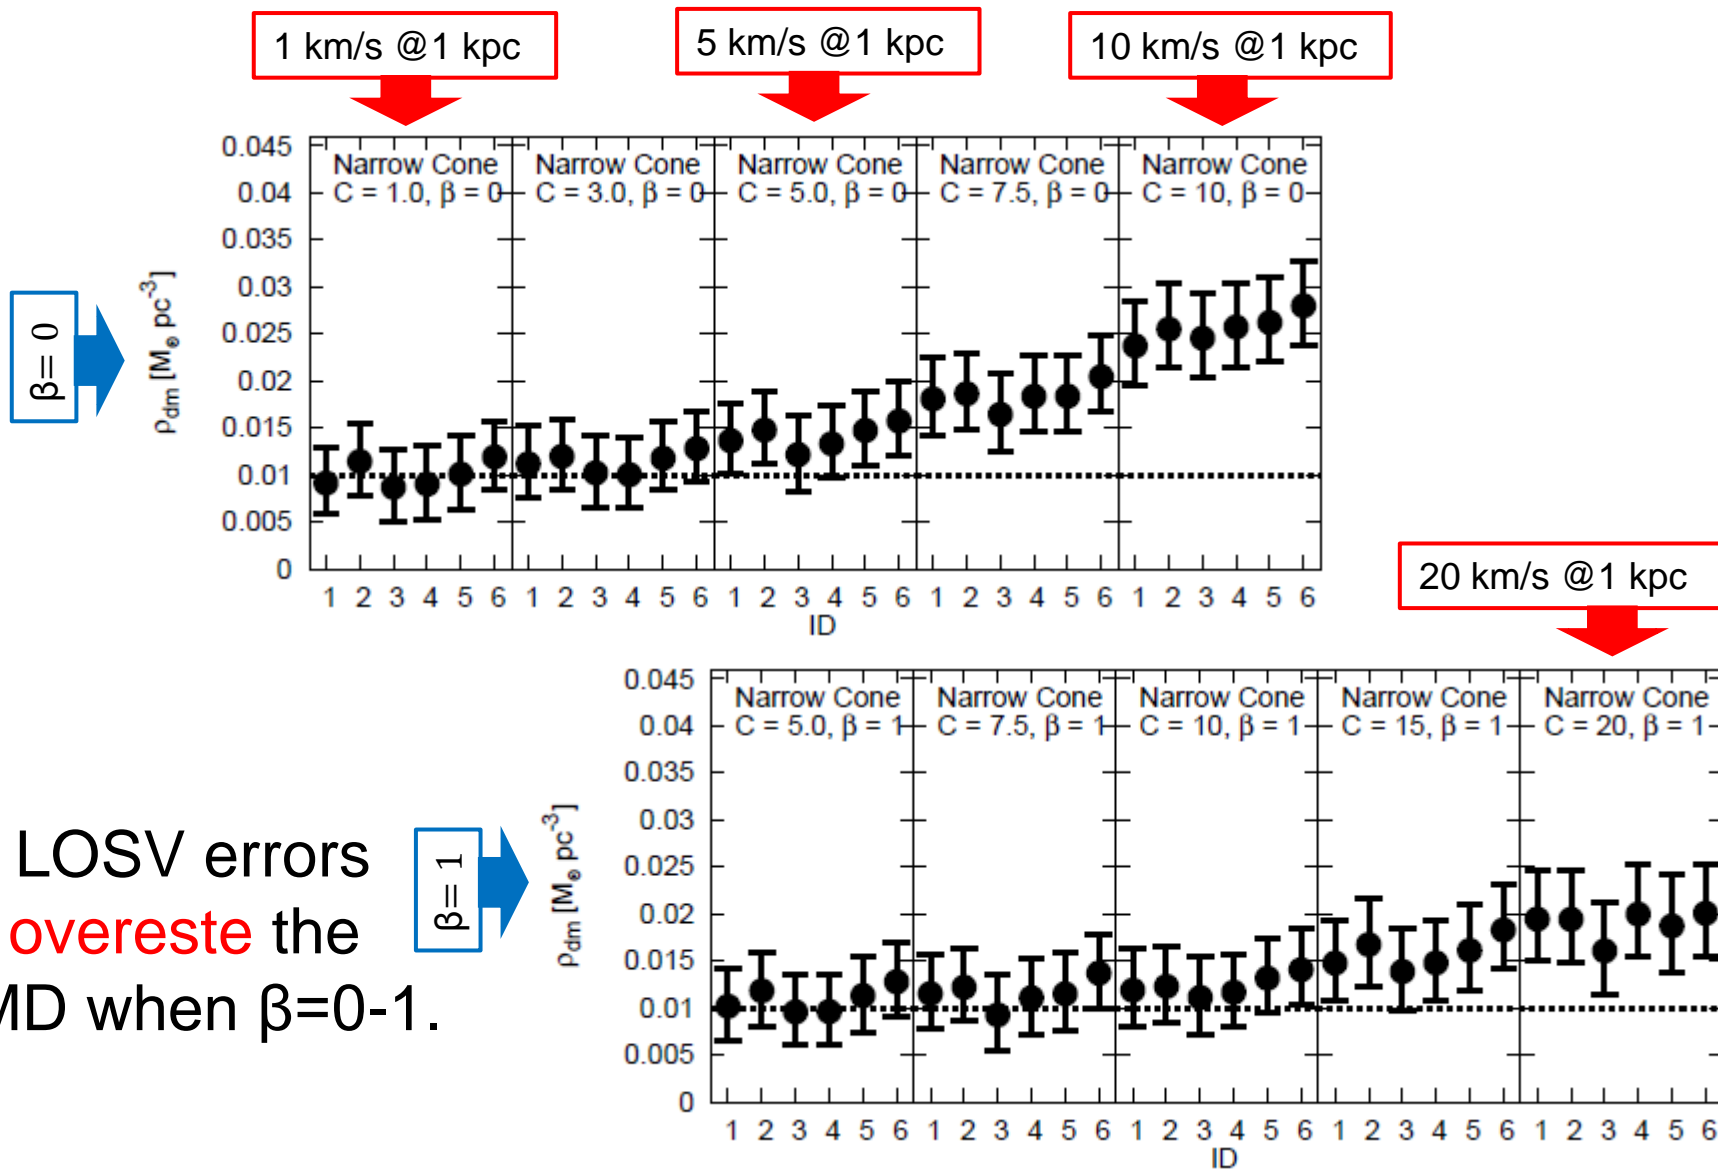 1 km/s @1 kpc
5 km/s @1 kpc
10 km/s @1 kpc
Narrow Cone
C = 1.0, β = 0
Narrow Cone
C = 3.0, β = 0
Narrow Cone
C = 5.0, β = 0
Narrow Cone
C = 7.5, β = 0
Narrow Cone
C = 10, β = 0
0.045
0.04
0.035
0.03
0.025
0.02
0.015
0.01
0.005
0
ρdm [M⊙ pc-3]
β= 0
1 2 3 4 5 6 1 2 3 4 5 6 1 2 3 4 5 6 1 2 3 4 5 6 1 2 3 4 5 6
ID
20 km/s @1 kpc
Narrow Cone
C = 5.0, β = 1
Narrow Cone
C = 7.5, β = 1
Narrow Cone
C = 10, β = 1
Narrow Cone
C = 15, β = 1
Narrow Cone
C = 20, β = 1
0.045
0.04
0.035
0.03
0.025
0.02
0.015
0.01
0.005
0
ρdm [M⊙ pc-3]
β= 1
1 2 3 4 5 6 1 2 3 4 5 6 1 2 3 4 5 6 1 2 3 4 5 6 1 2 3 4 5 6
ID
LOSV errors
overeste the
MD when β=0-1.